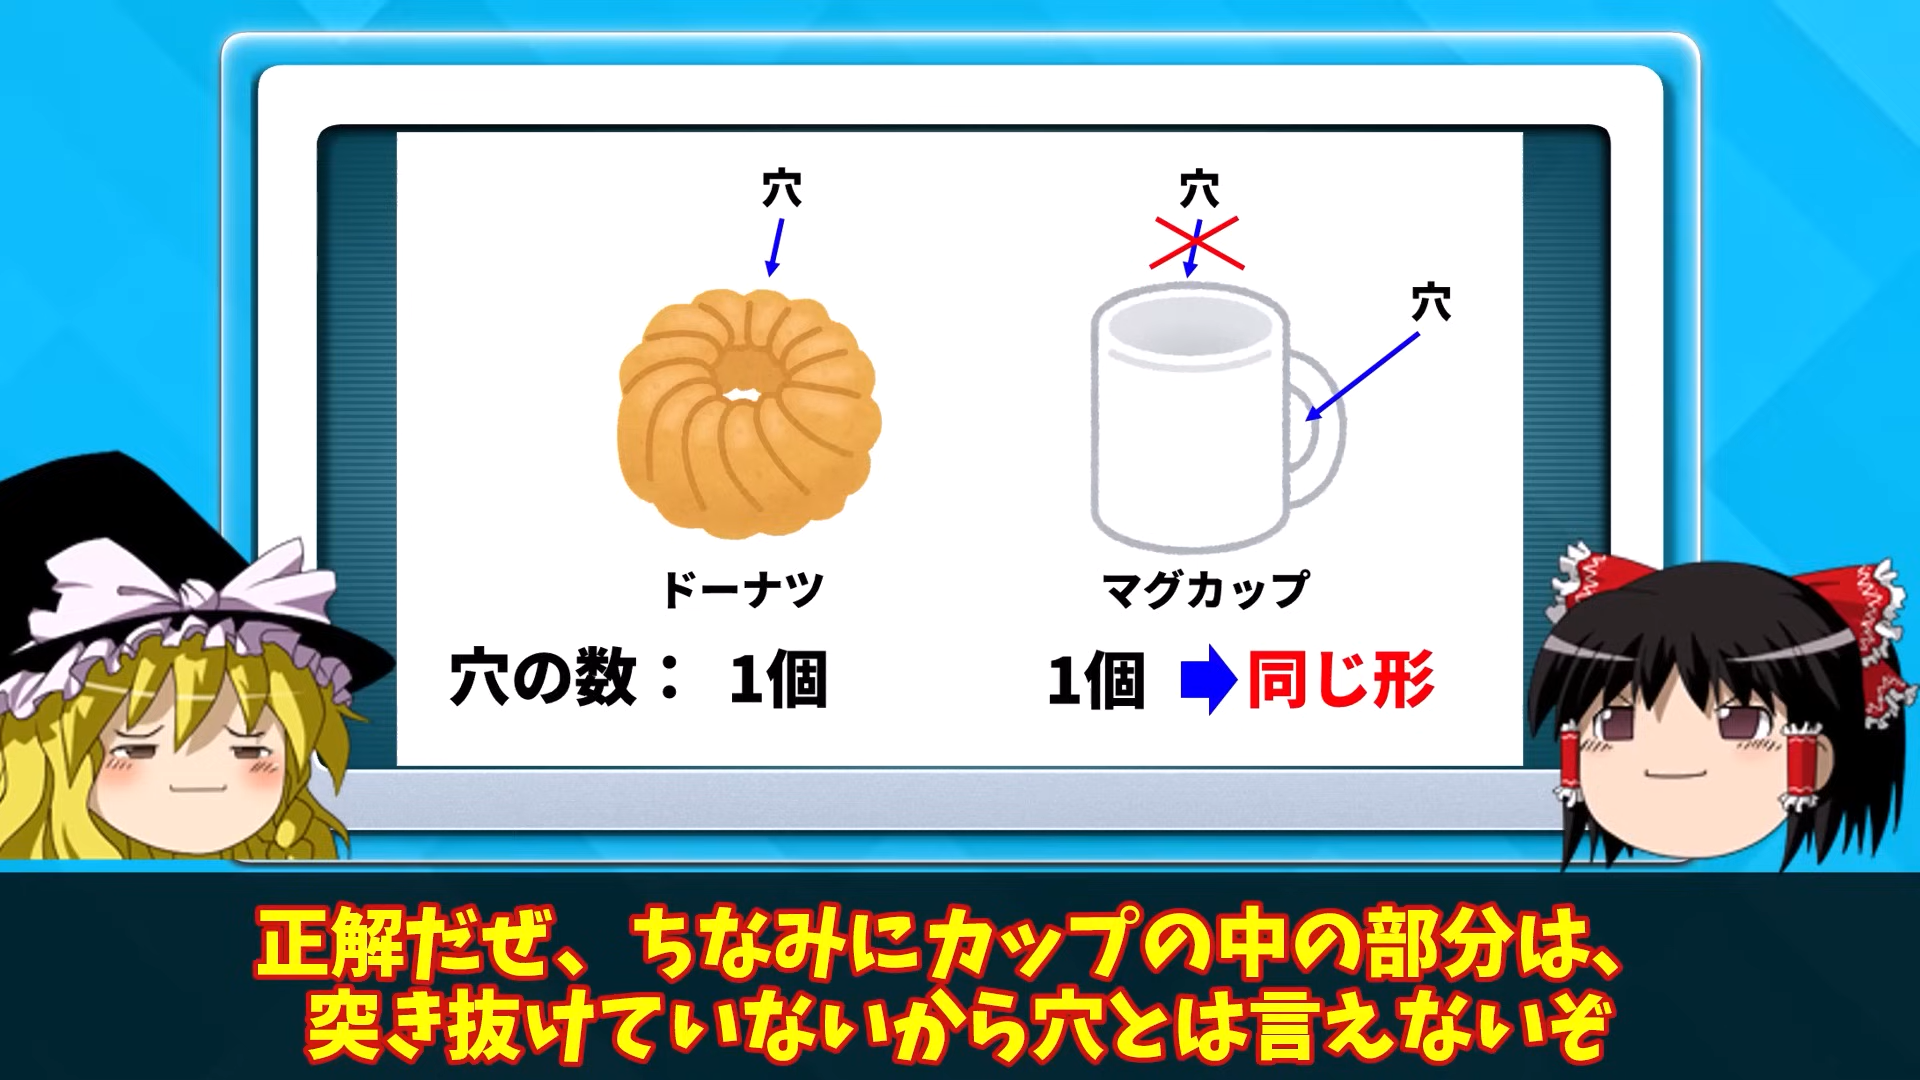 穴
穴
穴
ドーナツ
マグカップ
穴の数： 1個
1個
同じ形
正解だぜ、ちなみにカップの中の部分は、
突き抜けていないから穴とは言えないぞ